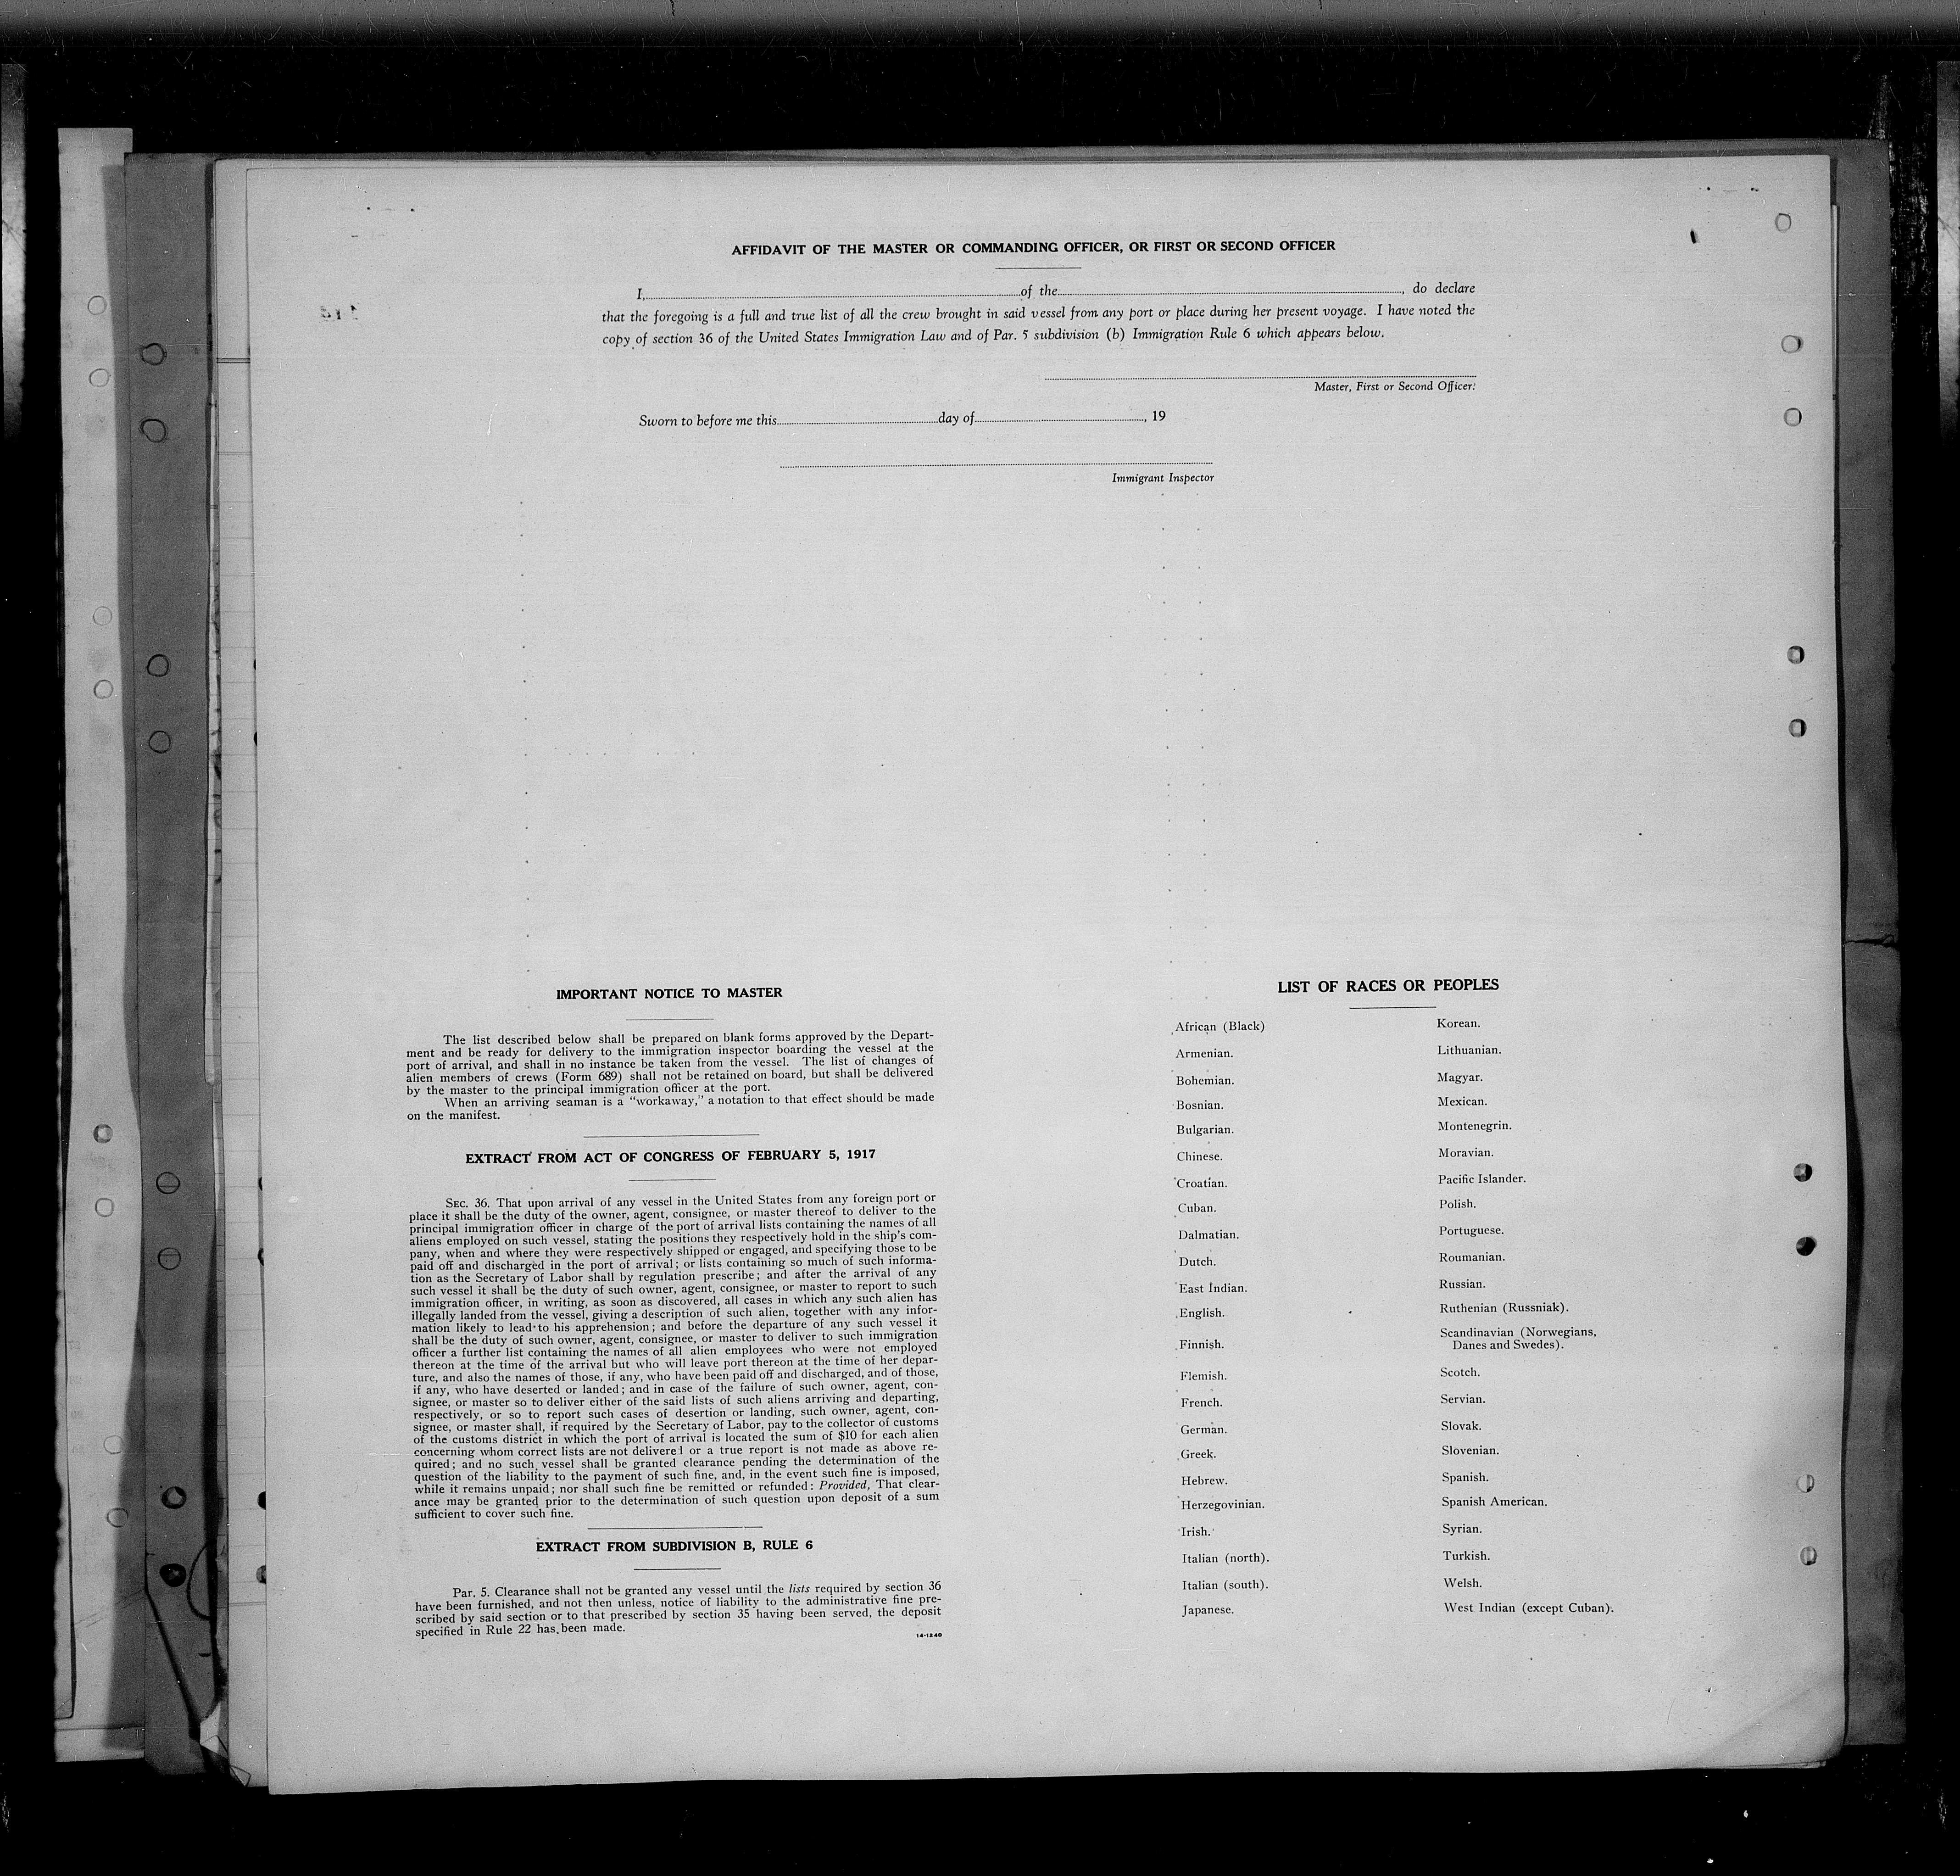 AFFIDAVIT OF THE MASTER OR COMMANDING OFFICER, OR FIRST OR SECOND OFFICER
I, of the , do declare
that the foregoing is a full and true list of all the crew brought in said vessel from any port or place during her present voyage. I have noted the
copy of section 36 of the United States Immigration Law and of Par. 5 subdivision (b) Immigration Rule 6 which appears below.
Master, First or Second Officer.
Sworn to before me this day of , 19
Immigrant Inspector
IMPORTANT NOTICE TO MASTER
The list described below shall be prepared on blank forms approved by the Depart-
ment and be ready for delivery to the immigration inspector boarding the vessel at the
port of arrival, and shall in no instance be taken from the vessel. The list of changes of
alien members of crews (Form 689) shall not be retained on board, but shall be delivered
by the master to the principal immigration officer at the port.
When an arriving seaman is a "workaway," a notation to that effect should be made
on the manifest.
EXTRACT FROM ACT OF CONGRESS OF FEBRUARY 5, 1917
SEC. 36. That upon arrival of any vessel in the United States from any foreign port or
place it shall be the duty of the owner, agent, consignee, or master thereof to deliver to the
principal immigration officer in charge of the port of arrival lists containing the names of all
aliens employed on such vessel, stating the positions they respectively hold in the ship's com-
pany, when and where they were respectively shipped or engaged, and specifying those to be
paid off and discharged in the port of arrival; or lists containing so much of such informa-
tion as the Secretary of Labor shall by regulation prescribe; and after the arrival of any
such vessel it shall be the duty of such owner, agent, consignee, or master to report to such
immigration officer, in writing, as soon as discovered, all cases in which any such alien has
illegally landed from the vessel, giving a description of such alien, together with any infor-
mation likely to lead to his apprehension; and before the departure of any such vessel it
shall be the duty of such owner, agent, consignee, or master to deliver to such immigration
officer a further list containing the names of all alien employees who were not employed
thereon at the time of the arrival but who will leave port thereon at the time of her depar-
ture, and also the names of those, if any, who have been paid off and discharged, and of those,
if any, who have deserted or landed; and in case of the failure of such owner, agent, con-
signee, or master so to deliver either of the said lists of such aliens arriving and departing,
respectively, or so to report such cases of desertion or landing, such owner, agent, con-
signee, or master shall, if required by the Secretary of Labor, pay to the collector of customs
of the customs district in which the port of arrival is located the sum of $10 for each alien
concerning whom correct lists are not delivered or a true report is not made as above re-
quired; and no such vessel shall be granted clearance pending the determination of the
question of the liability to the payment of such fine, and, in the event such fine is imposed,
while it remains unpaid; nor shall such fine be remitted or refunded: Provided, That clear-
ance may be granted prior to the determination of such question upon deposit of a sum
sufficient to cover such fine.
EXTRACT FROM SUBDIVISION B, RULE 6
Par. 5. Clearance shall not be granted any vessel until the lists required by section 36
have been furnished, and not then unless, notice of liability to the administrative fine pre-
scribed by said section or to that prescribed by section 35 having been served, the deposit
specified in Rule 22 has been made.
14-1240
LIST OF RACES OR PEOPLES
African (Black)
Armenian.
Bohemian.
Bosnian.
Bulgarian.
Chinese.
Croatian.
Cuban.
Dalmatian.
Dutch.
East Indian.
English.
Finnish.
Flemish.
French.
German.
Greek.
Hebrew.
Herzegovinian.
Irish.
Italian (north).
Italian (south).
Japanese.
Korean.
Lithuanian.
Magyar.
Mexican.
Montenegrin.
Moravian.
Pacific Islander.
Polish.
Portuguese.
Roumanian.
Russian.
Ruthenian (Russniak).
Scandinavian (Norwegians,
Danes and Swedes).
Scotch.
Servian.
Slovak.
Slovenian.
Spanish.
Spanish American.
Syrian.
Turkish.
Welsh.
West Indian (except Cuban).